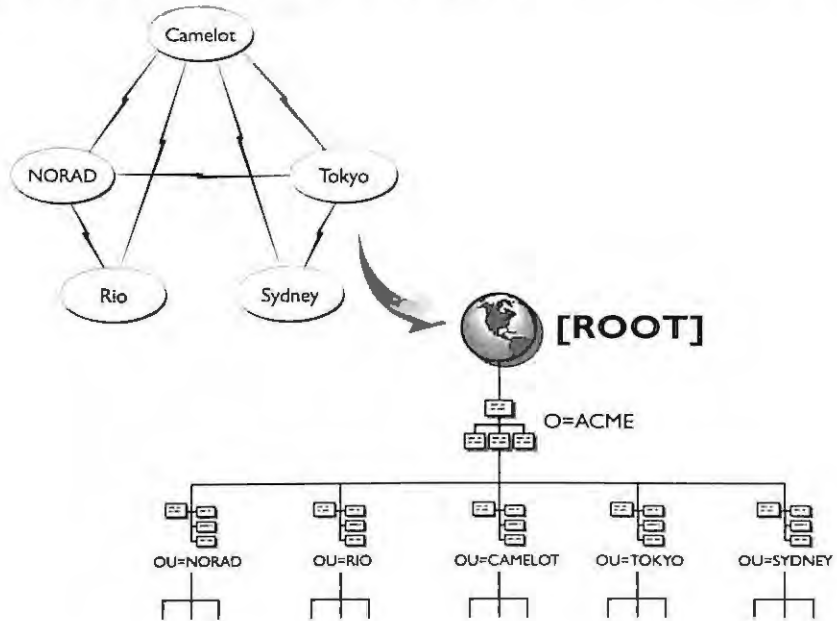 Camelot
NORAD
Tokyo
Rio
Sydney
[ROOT]
O=ACME
OU=NORAD
OU=RIO
OU=CAMELOT
OU=TOKYO
OU=SYDNEY